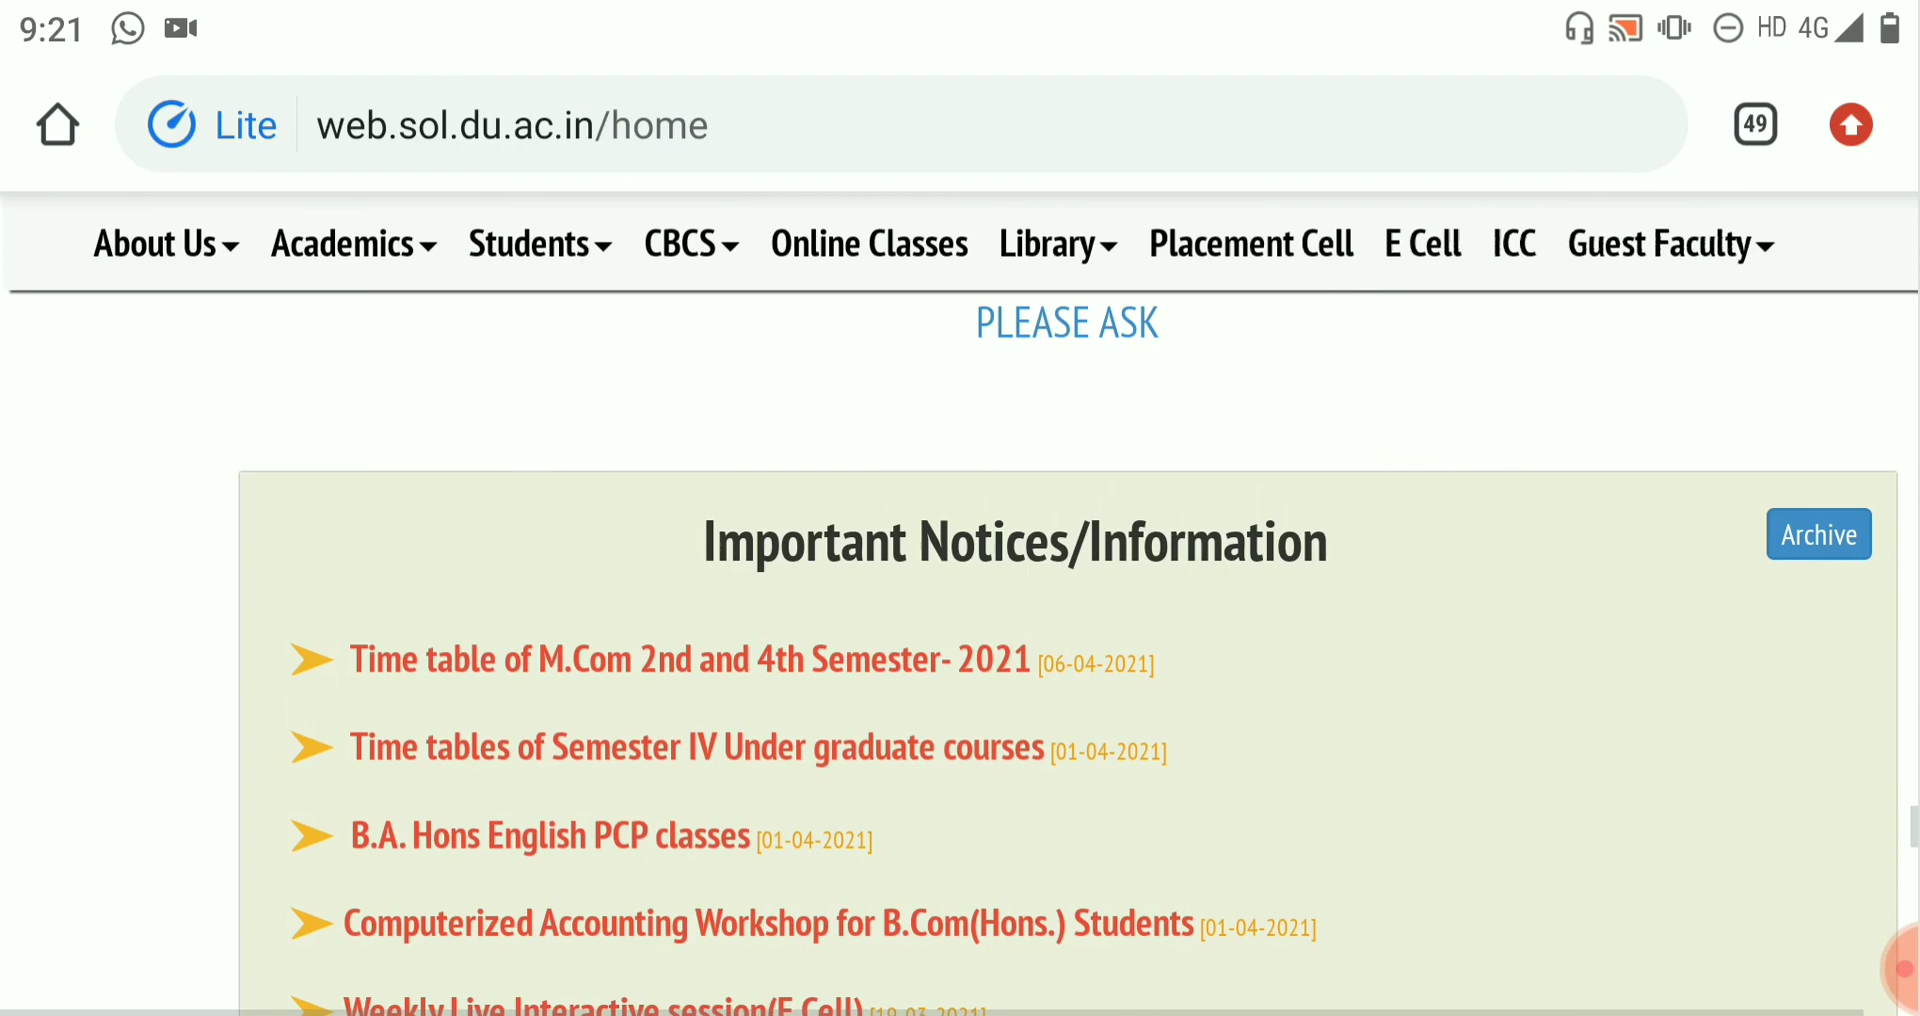 9:21 HD 4G
Lite web.sol.du.ac.in/home 49
About Us Academics Students CBCS Online Classes Library Placement Cell E Cell ICC Guest Faculty
PLEASE ASK
Important Notices/Information Archive
Time table of M.Com 2nd and 4th Semester- 2021 [06-04-2021]
Time tables of Semester IV Under graduate courses [01-04-2021]
B.A. Hons English PCP classes [01-04-2021]
Computerized Accounting Workshop for B.Com(Hons.) Students [01-04-2021]
Weekly Live Interactive session(E Cell) [19-03-2021]